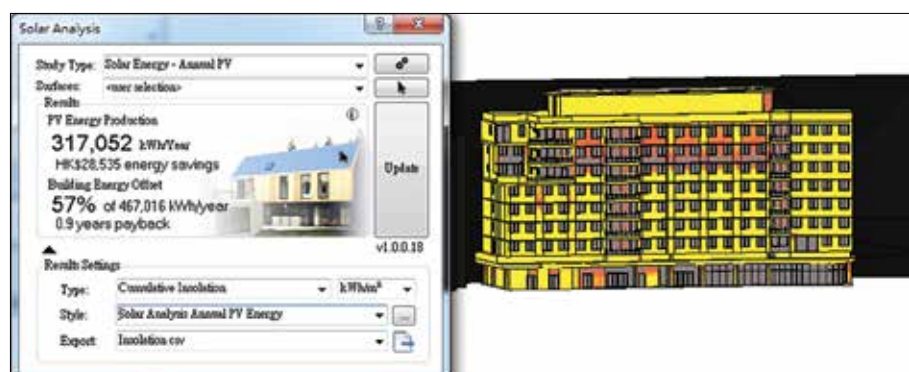 Solar Analysis
Study Type: Solar Energy - Annual PV
Surfaces: <user selection>
Results
PV Energy Production
317,052 kWh/Year
HK$28,535 energy savings
Building Energy Offset
57% of 467,016 kWh/year
0.9 years payback
Update
v1.0.0.18
Results Settings
Type: Cumulative Insolation kWh/m²
Style: Solar Analysis Annual PV Energy ...
Export: Insolation csv